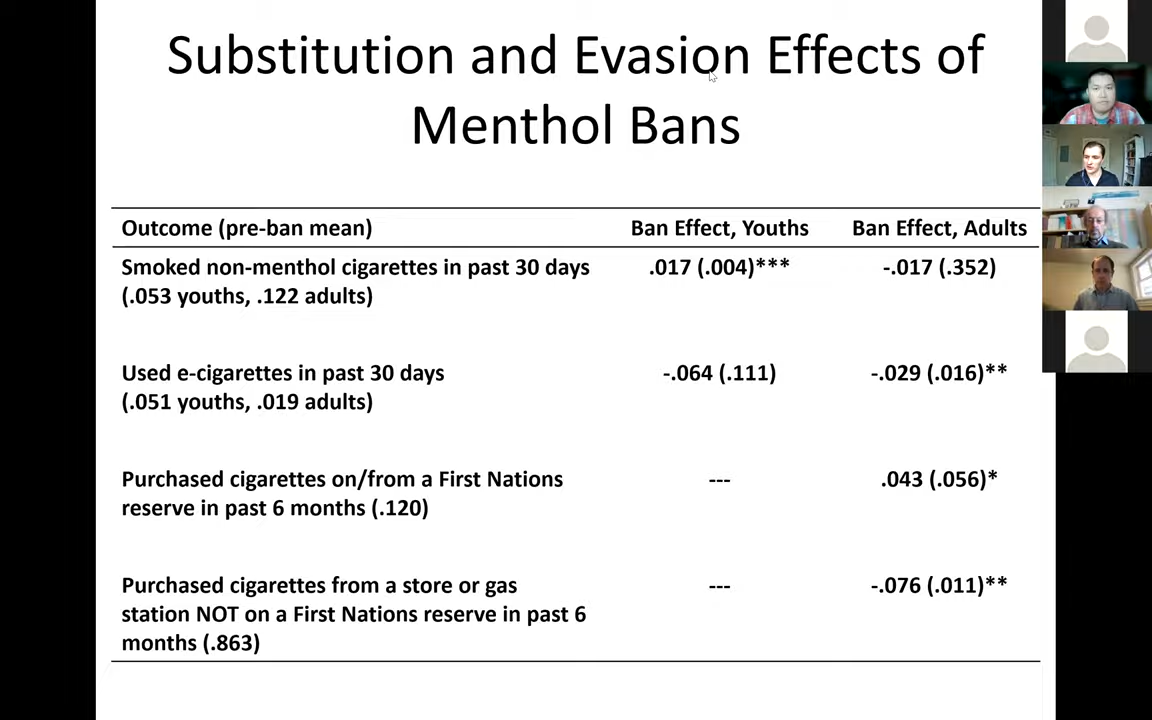 Substitution and Evasion Effects of
Menthol Bans
Outcome (pre-ban mean) Ban Effect, Youths Ban Effect, Adults
Smoked non-menthol cigarettes in past 30 days .017 (.004)*** -.017 (.352)
(.053 youths, .122 adults)
Used e-cigarettes in past 30 days -.064 (.111) -.029 (.016)**
(.051 youths, .019 adults)
Purchased cigarettes on/from a First Nations --- .043 (.056)*
reserve in past 6 months (.120)
Purchased cigarettes from a store or gas --- -.076 (.011)**
station NOT on a First Nations reserve in past 6
months (.863)